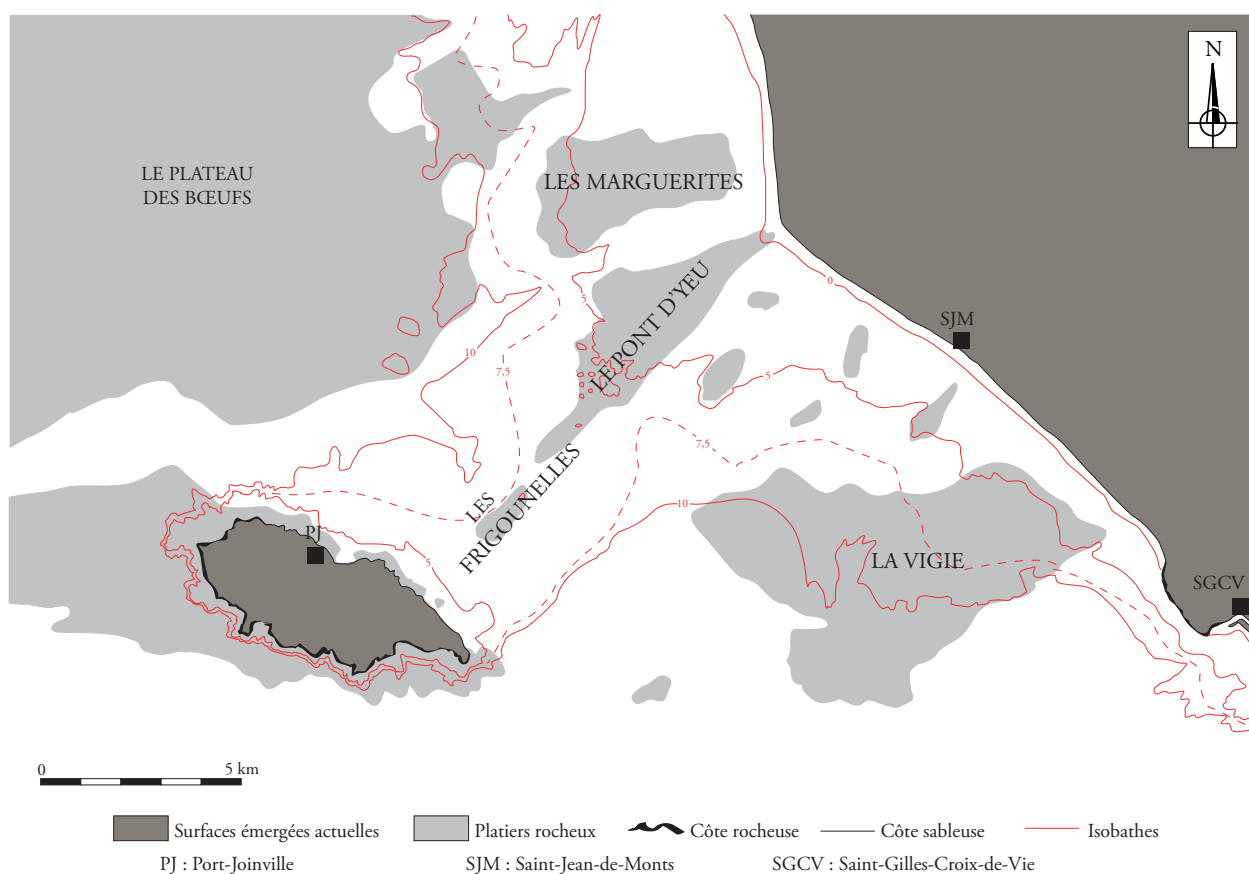 N
LE PLATEAU
DES BŒUFS
LES MARGUERITES
LE PONT D'YEU
0
5
SJM
10
7.5
5
7.5
LES
FRIGOUNELLES
10
PJ
5
LA VIGIE
SGCV
0 5 km
Surfaces émergées actuelles Platiers rocheux Côte rocheuse Côte sableuse Isobathes
PJ : Port-Joinville SJM : Saint-Jean-de-Monts SGCV : Saint-Gilles-Croix-de-Vie